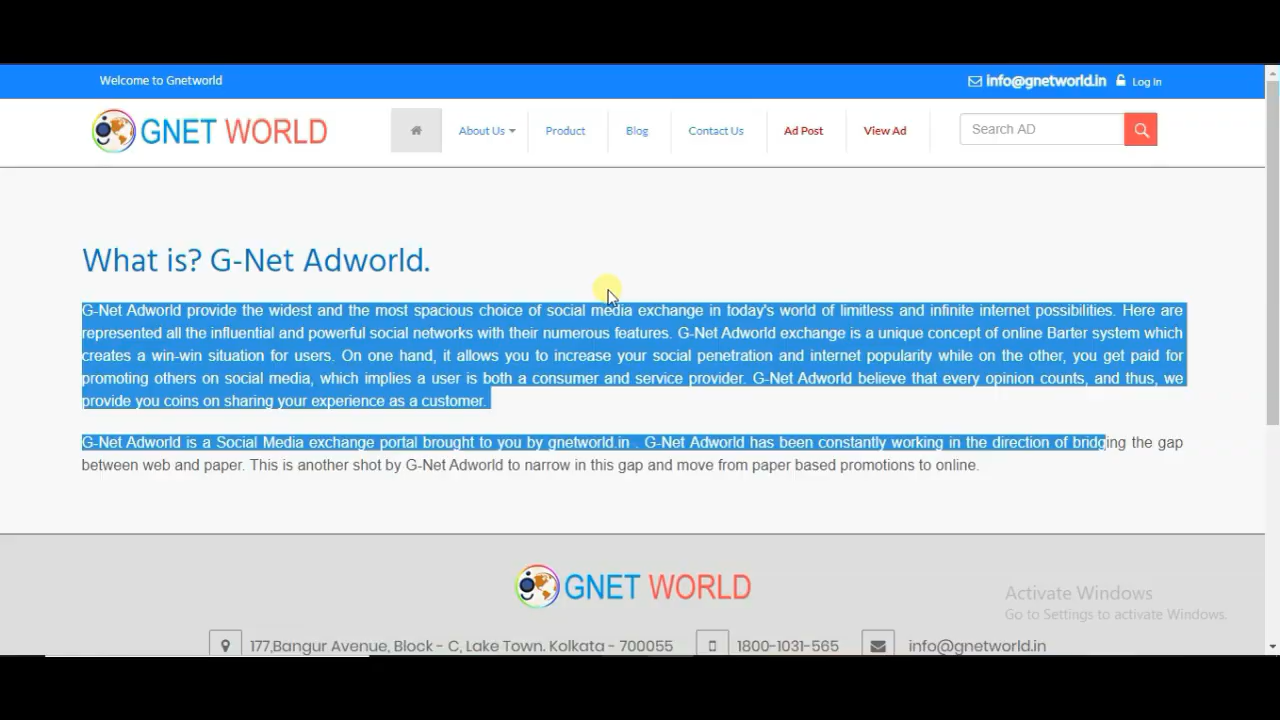 Welcome to Gnetworld
info@gnetworld.in Log In
GNET WORLD
About Us Product Blog Contact Us Ad Post View Ad Search AD
What is? G-Net Adworld.
G-Net Adworld provide the widest and the most spacious choice of social media exchange in today's world of limitless and infinite internet possibilities. Here are
represented all the influential and powerful social networks with their numerous features. G-Net Adworld exchange is a unique concept of online Barter system which
creates a win-win situation for users. On one hand, it allows you to increase your social penetration and internet popularity while on the other, you get paid for
promoting others on social media, which implies a user is both a consumer and service provider. G-Net Adworld believe that every opinion counts, and thus, we
provide you coins on sharing your experience as a customer.
G-Net Adworld is a Social Media exchange portal brought to you by gnetworld.in . G-Net Adworld has been constantly working in the direction of bridging the gap
between web and paper. This is another shot by G-Net Adworld to narrow in this gap and move from paper based promotions to online.
GNET WORLD
Activate Windows
Go to Settings to activate Windows.
177,Bangur Avenue, Block - C, Lake Town. Kolkata - 700055 1800-1031-565 info@gnetworld.in